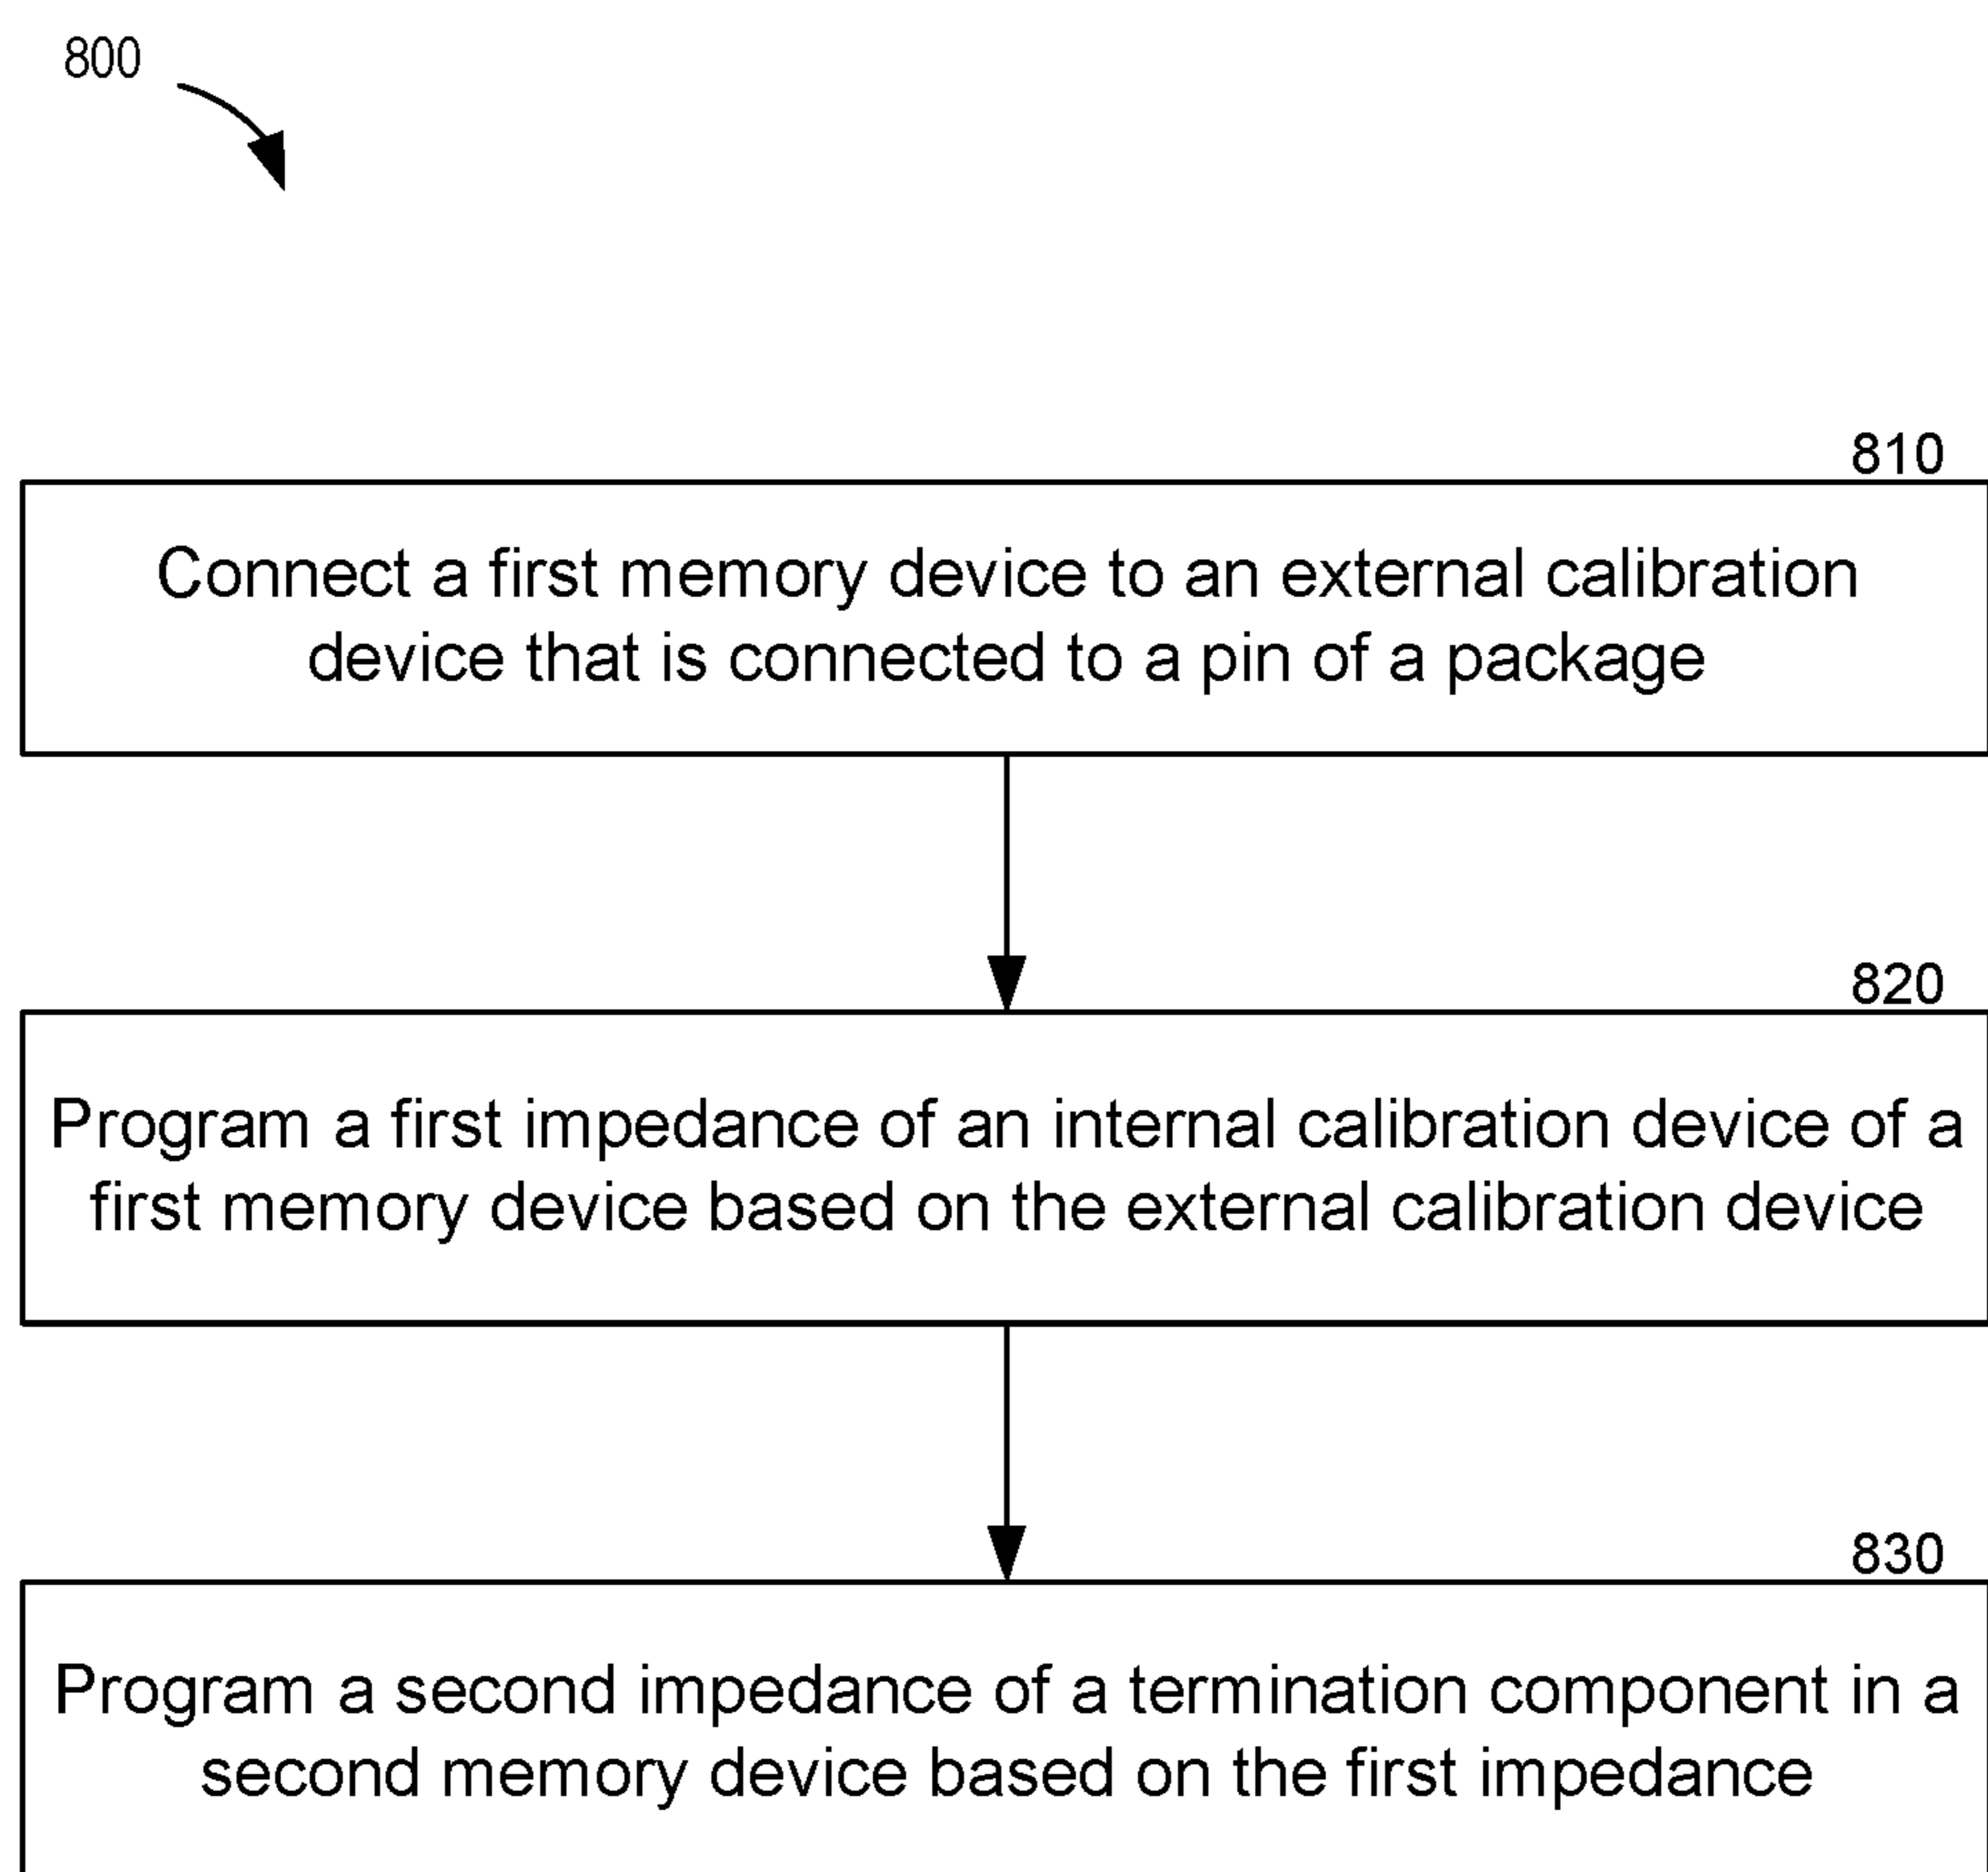 800
810
Connect a first memory device to an external calibration
device that is connected to a pin of a package
820
Program a first impedance of an internal calibration device of a
first memory device based on the external calibration device
830
Program a second impedance of a termination component in a
second memory device based on the first impedance